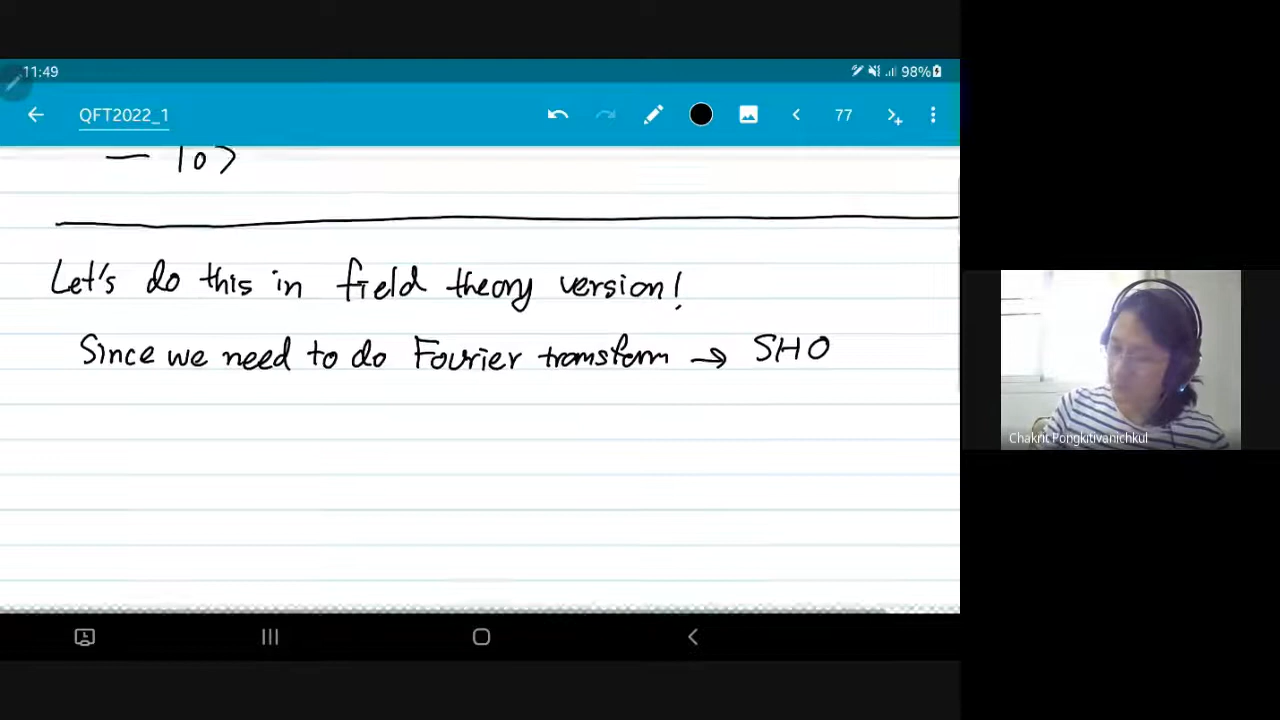 11:49
98%
QFT2022_1
77
— |0>
Let's do this in field theory version!
Since we need to do Fourier transform → SHO
Chakrit Pongkitivanichkul